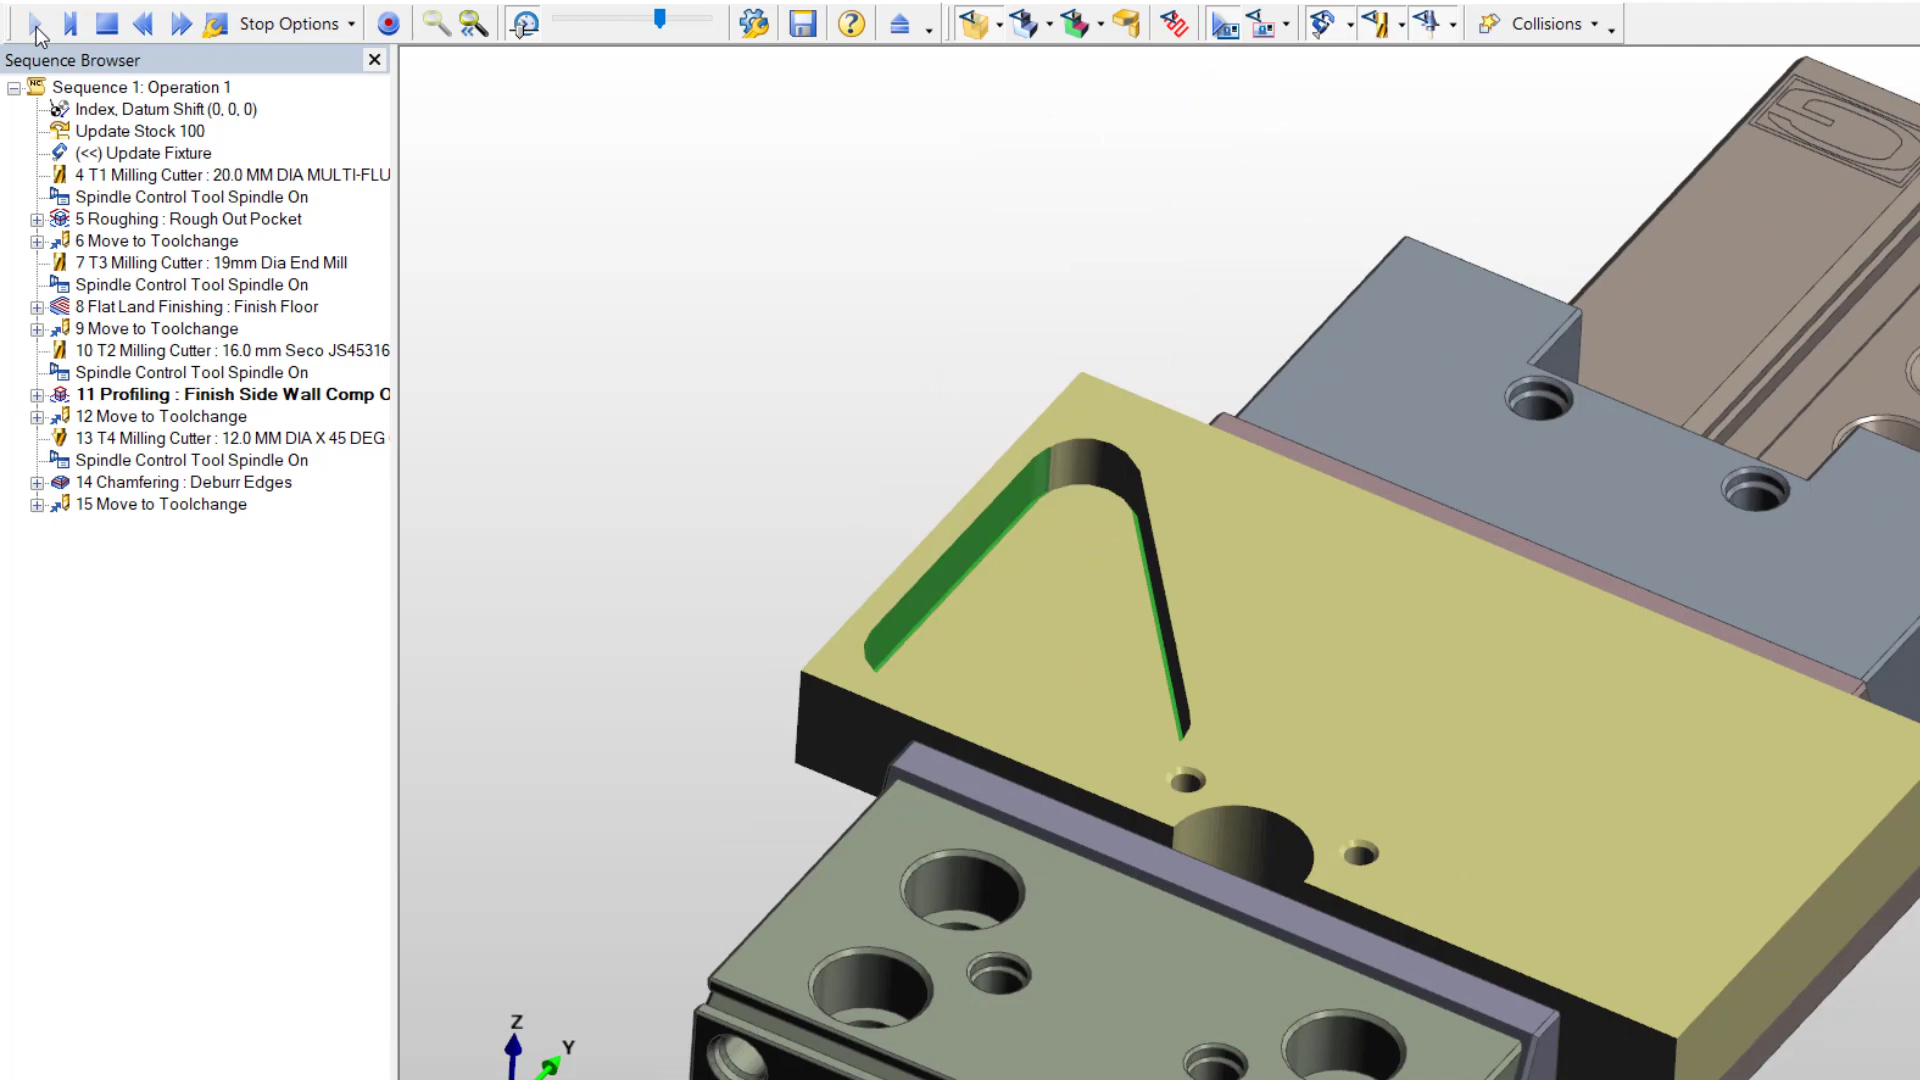 Stop Options
Collisions
Sequence Browser
Sequence 1: Operation 1
Index, Datum Shift (0, 0, 0)
Update Stock 100
(<<) Update Fixture
4 T1 Milling Cutter : 20.0 MM DIA MULTI-FLU
Spindle Control Tool Spindle On
5 Roughing : Rough Out Pocket
6 Move to Toolchange
7 T3 Milling Cutter : 19mm Dia End Mill
Spindle Control Tool Spindle On
8 Flat Land Finishing : Finish Floor
9 Move to Toolchange
10 T2 Milling Cutter : 16.0 mm Seco JS45316
Spindle Control Tool Spindle On
11 Profiling : Finish Side Wall Comp O
12 Move to Toolchange
13 T4 Milling Cutter : 12.0 MM DIA X 45 DEG
Spindle Control Tool Spindle On
14 Chamfering : Deburr Edges
15 Move to Toolchange
Z
Y